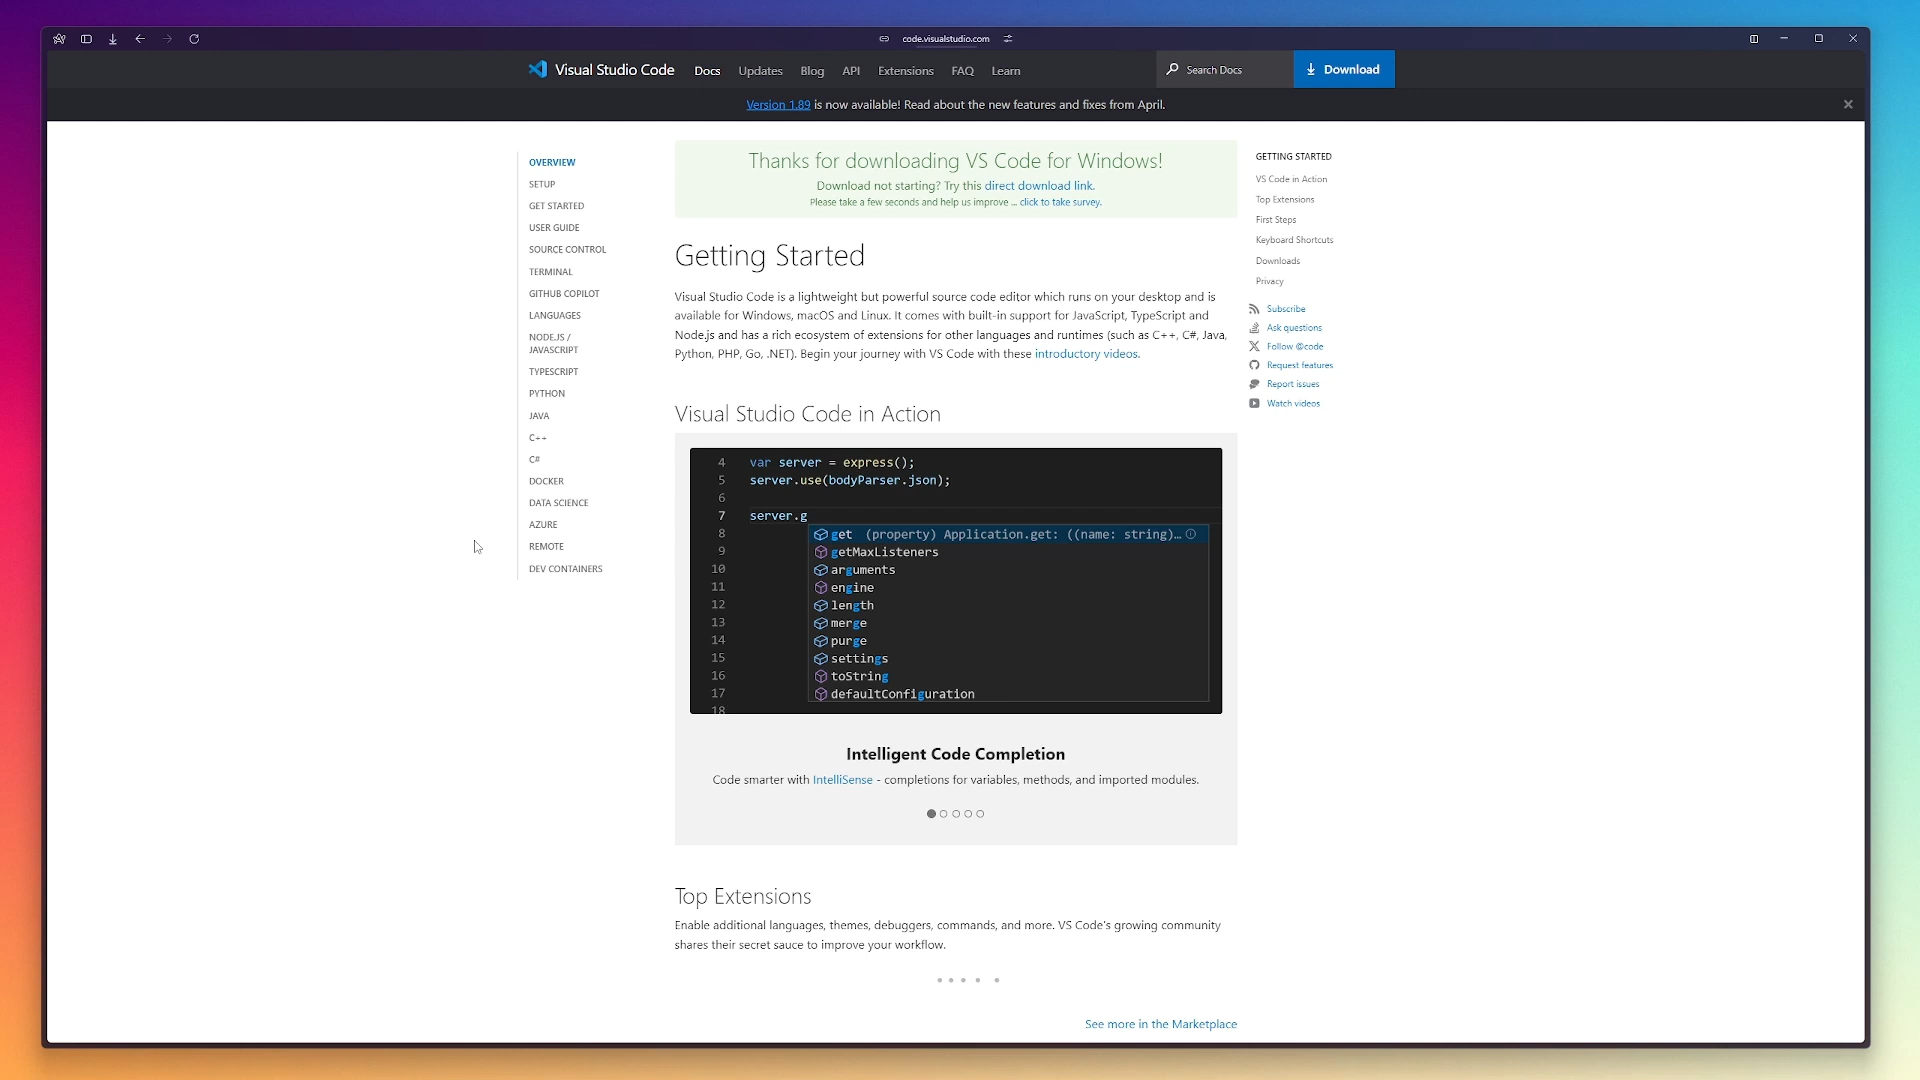 code.visualstudio.com
Visual Studio Code
Docs
Updates
Blog
API
Extensions
FAQ
Learn
Search Docs
Download
Version 1.89 is now available! Read about the new features and fixes from April.
OVERVIEW
SETUP
GET STARTED
USER GUIDE
SOURCE CONTROL
TERMINAL
GITHUB COPILOT
LANGUAGES
NODE.JS /
JAVASCRIPT
TYPESCRIPT
PYTHON
JAVA
C++
C#
DOCKER
DATA SCIENCE
AZURE
REMOTE
DEV CONTAINERS
Thanks for downloading VS Code for Windows!
Download not starting? Try this direct download link.
Please take a few seconds and help us improve ... click to take survey.
Getting Started
Visual Studio Code is a lightweight but powerful source code editor which runs on your desktop and is
available for Windows, macOS and Linux. It comes with built-in support for JavaScript, TypeScript and
Node.js and has a rich ecosystem of extensions for other languages and runtimes (such as C++, C#, Java,
Python, PHP, Go, .NET). Begin your journey with VS Code with these introductory videos.
Visual Studio Code in Action
4 var server = express();
5 server.use(bodyParser.json);
6
7 server.g
8 get (property) Application.get: ((name: string)…
9 getMaxListeners
10 arguments
11 engine
12 length
13 merge
14 purge
15 settings
16 toString
17 defaultConfiguration
18
Intelligent Code Completion
Code smarter with IntelliSense - completions for variables, methods, and imported modules.
Top Extensions
Enable additional languages, themes, debuggers, commands, and more. VS Code's growing community
shares their secret sauce to improve your workflow.
See more in the Marketplace
GETTING STARTED
VS Code in Action
Top Extensions
First Steps
Keyboard Shortcuts
Downloads
Privacy
Subscribe
Ask questions
Follow @code
Request features
Report issues
Watch videos